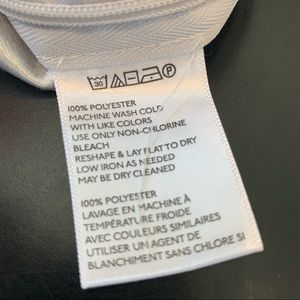 30 P
100% POLYESTER
MACHINE WASH COLD
WITH LIKE COLORS
USE ONLY NON-CHLORINE
BLEACH
RESHAPE & LAY FLAT TO DRY
LOW IRON AS NEEDED
MAY BE DRY CLEANED
100% POLYESTER
LAVAGE EN MACHINE À
TEMPÉRATURE FROIDE
AVEC COULEURS SIMILAIRES
UTILISER UN AGENT DE
BLANCHIMENT SANS CHLORE SI